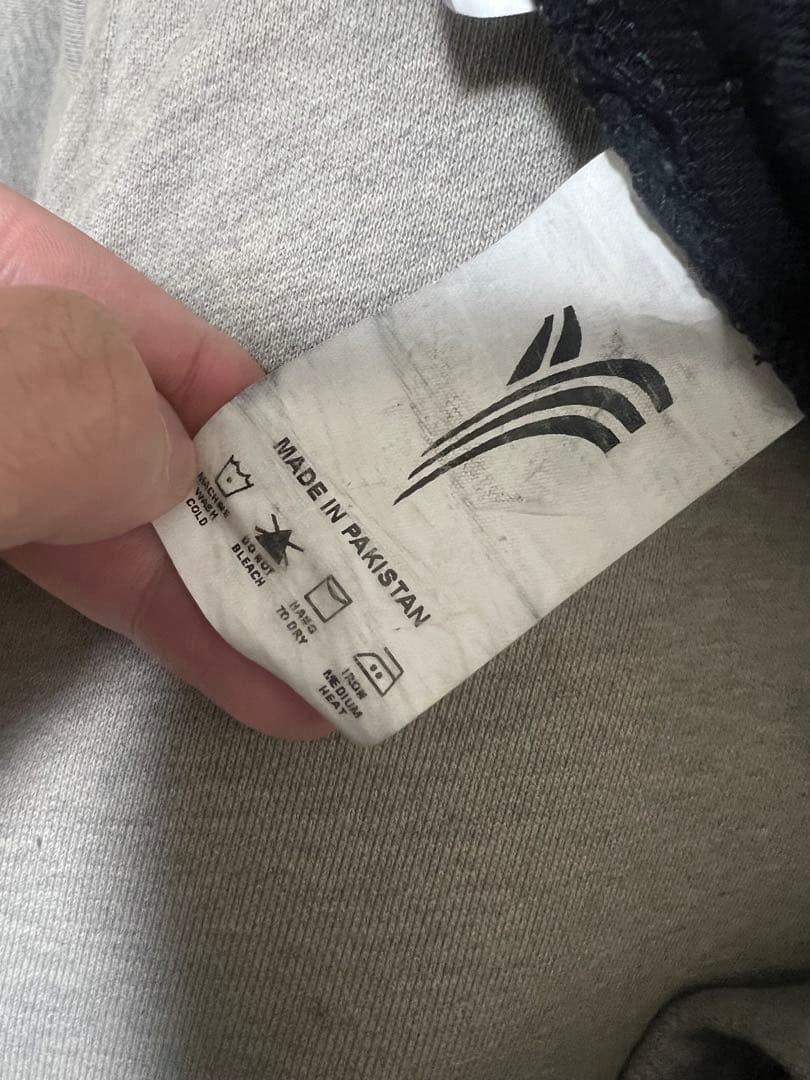 MADE IN PAKISTAN
MACHINE
WASH
COLD
DO NOT
BLEACH
HANG
TO DRY
IRON
MEDIUM
HEAT